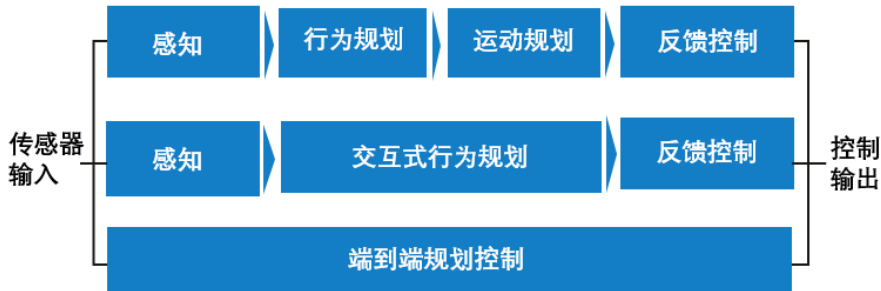 感知
行为规划
运动规划
反馈控制
传感器
输入
感知
交互式行为规划
反馈控制
控制
输出
端到端规划控制